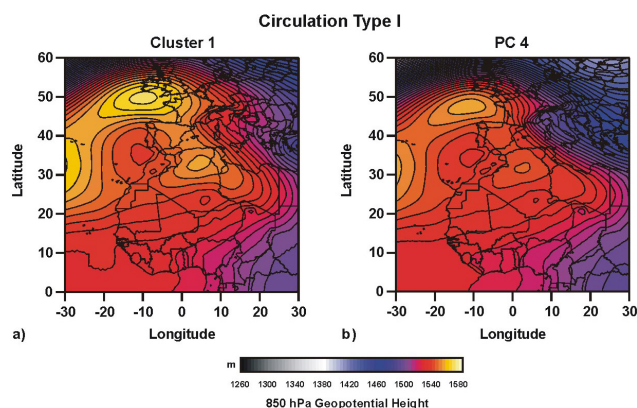 Circulation Type I
Cluster 1
PC 4
60
50
40
30
20
10
0
Latitude
-30 -20 -10 0 10 20 30
Longitude
a)
60
50
40
30
20
10
0
Latitude
-30 -20 -10 0 10 20 30
Longitude
b)
m
1260 1300 1340 1380 1420 1460 1500 1540 1580
850 hPa Geopotential Height